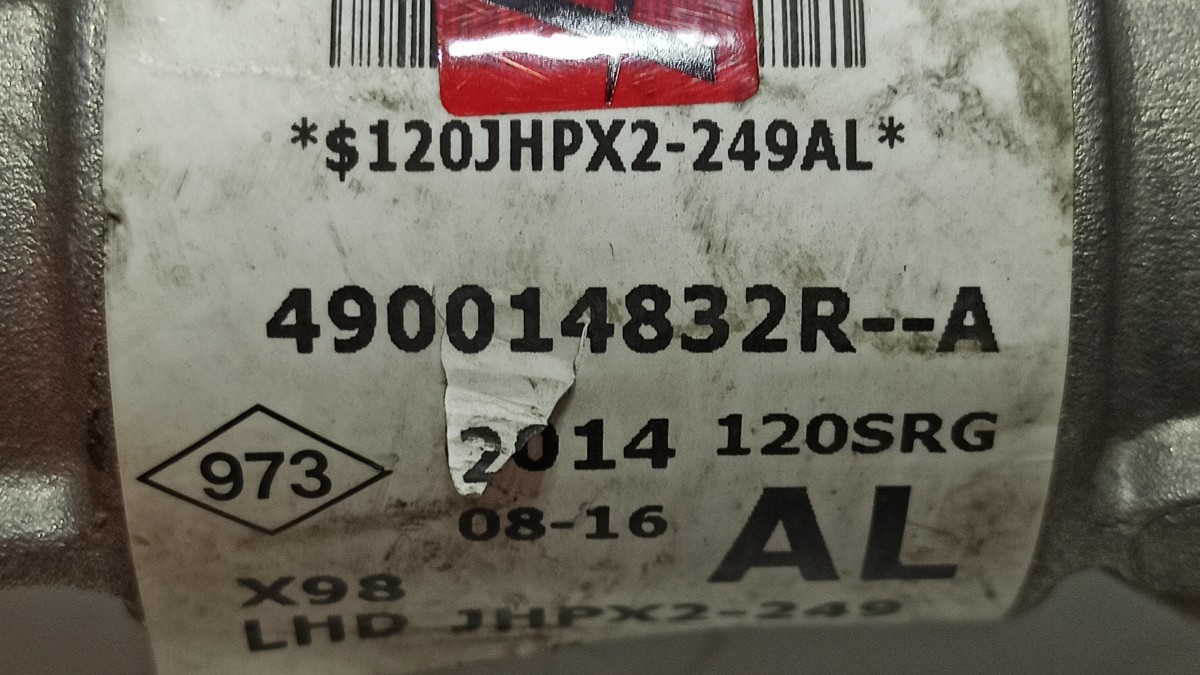 *$120JHPX2-249AL*
490014832R--A
973
2014 120SRG
08-16 AL
X98
LHD JHPX2-249